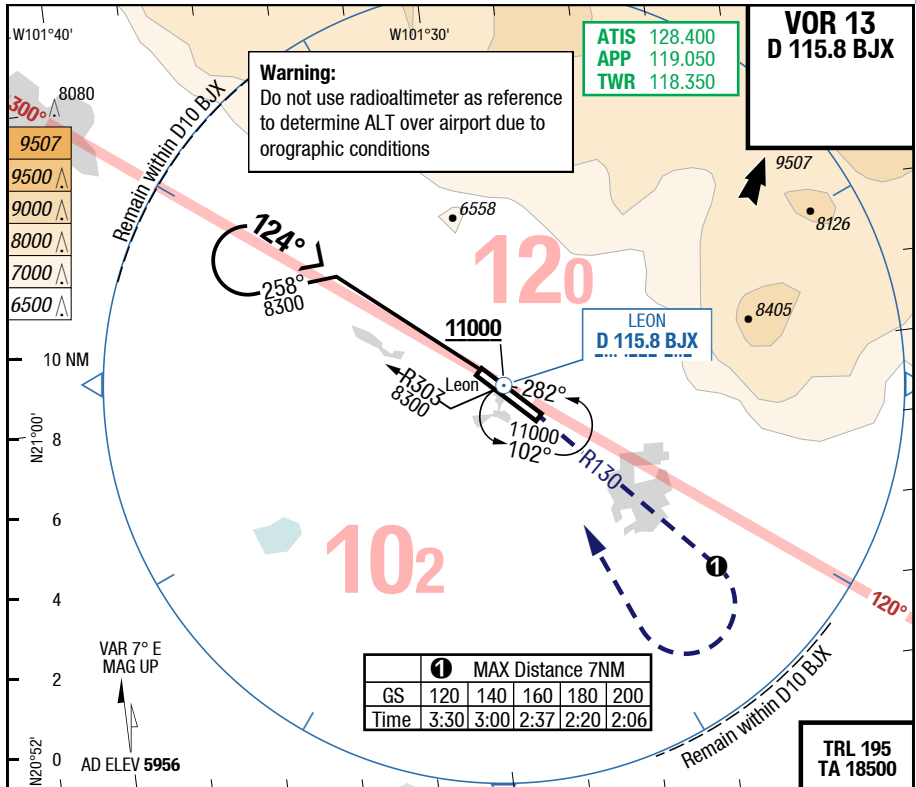 W101°40'
W101°30'
ATIS 128.400
APP 119.050
TWR 118.350
VOR 13
D 115.8 BJX
Warning:
Do not use radioaltimeter as reference
to determine ALT over airport due to
orographic conditions
300°
8080
Remain within D10 BJX
9507
9500
9000
8000
7000
6500
9507
8126
6558
8405
124°
258°
8300
120
11000
LEON
D 115.8 BJX
10 NM
R303
8300
Leon
282°
11000
102°
N21°00'
8
R130
6
102
1
4
120°
VAR 7° E
MAG UP
2
1 MAX Distance 7NM
GS 120 140 160 180 200
Time 3:30 3:00 2:37 2:20 2:06
Remain within D10 BJX
N20°52'
0
AD ELEV 5956
TRL 195
TA 18500